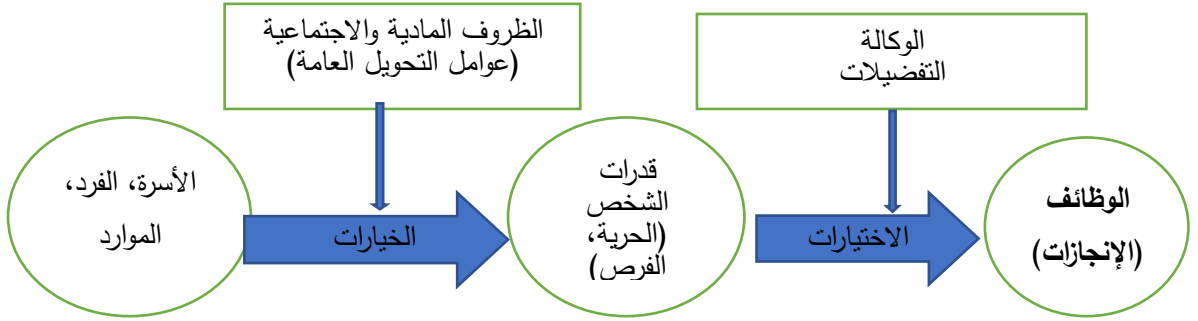 الظروف المادية والاجتماعية
(عوامل التحويل العامة)
الوكالة
التفضيلات
الأسرة، الفرد،
الموارد
الخيارات
قدرات
الشخص
(الحرية،
الفرص)
الاختيارات
الوظائف
(الإنجازات)